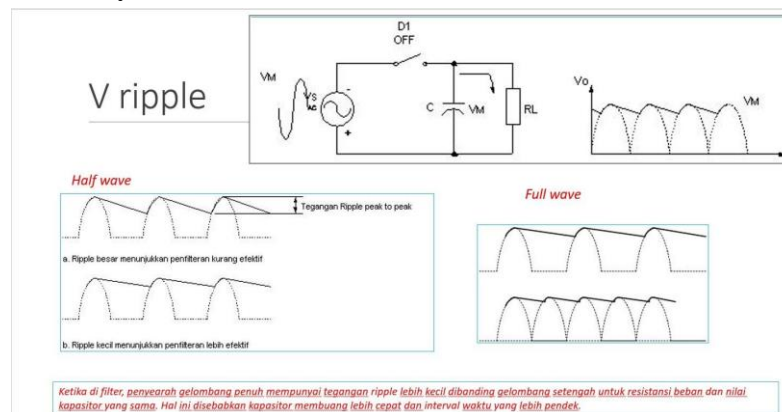 D1
OFF
V ripple
VM
VS
AC
-
+
C
VM
RL
Vo
VM
Half wave
Tegangan Ripple peak to peak
a. Ripple besar menunjukkan penfilteran kurang efektif
b. Ripple kecil menunjukkan penfilteran lebih efektif
Full wave
Ketika di filter, penyearah gelombang penuh mempunyai tegangan ripple lebih kecil dibanding gelombang setengah untuk resistansi beban dan nilai
kapasitor yang sama. Hal ini disebabkan kapasitor membuang lebih cepat dan interval waktu yang lebih pendek.